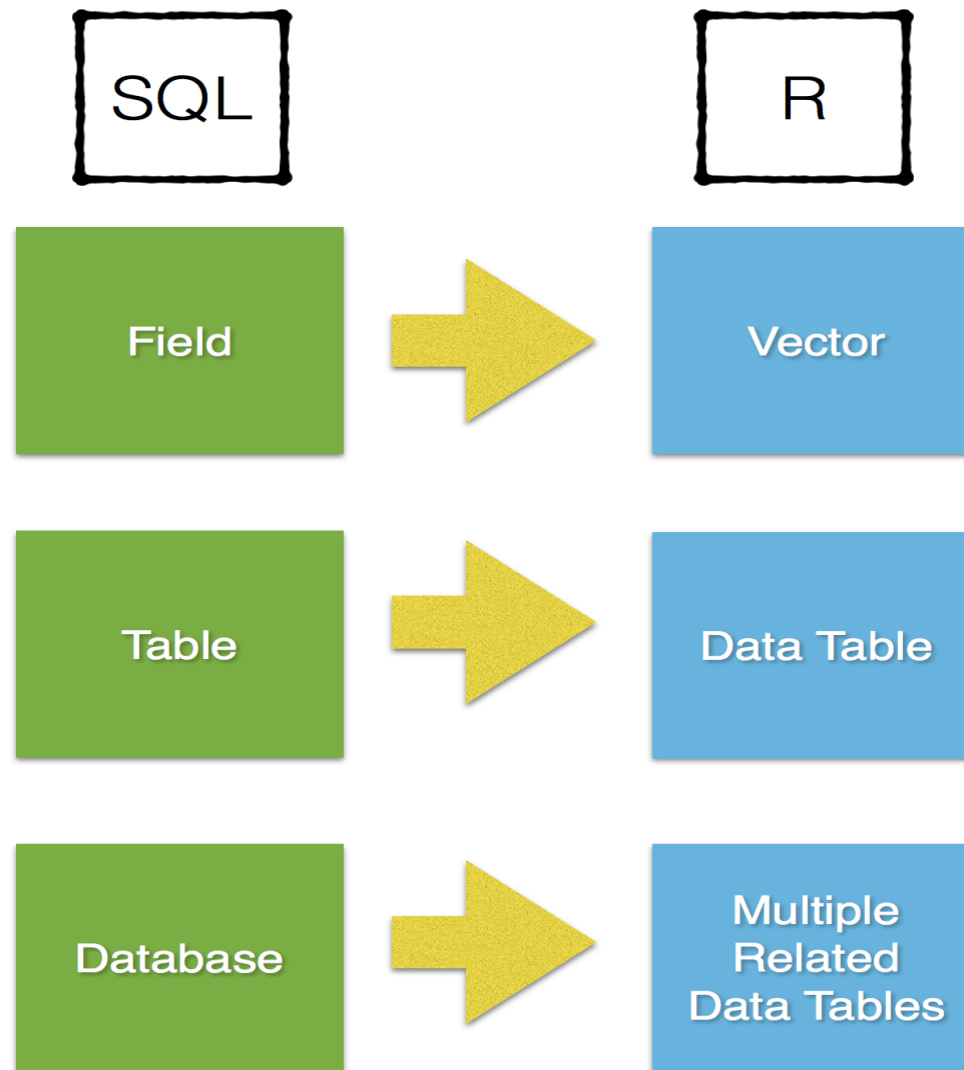 SQL
R
Field
Vector
Table
Data Table
Database
Multiple
Related
Data Tables